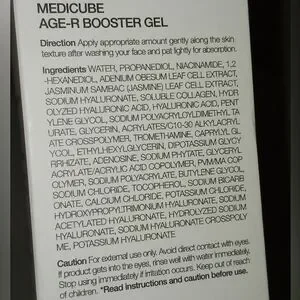 MEDICUBE
AGE-R BOOSTER GEL
Direction Apply appropriate amount gently along the skin
texture after washing your face and pat lightly for absorption.
Ingredients WATER, PROPANEDIOL, NIACINAMIDE, 1,2
-HEXANEDIOL, ADENIUM OBESUM LEAF CELL EXTRACT,
JASMINUM SAMBAC (JASMINE) LEAF CELL EXTRACT,
SODIUM HYALURONATE, SOLUBLE COLLAGEN, HYDR
OLYZED HYALURONIC ACID, HYALURONIC ACID, PENT
YLENE GLYCOL, SODIUM POLYACRYLOYLDIMETHYL TA
URATE, GLYCERIN, ACRYLATES/C10-30 ALKYL ACRYL
ATE CROSSPOLYMER, TROMETHAMINE, CAPRYLYL GL
YCOL, ETHYLHEXYLGLYCERIN, DIPOTASSIUM GLYCY
RRHIZATE, ADENOSINE, SODIUM PHYTATE, GLYCERYL
ACRYLATE/ACRYLIC ACID COPOLYMER, PVM/MA COP
OLYMER, SODIUM POLYACRYLATE, BUTYLENE GLYCOL,
SODIUM CHLORIDE, TOCOPHEROL, SODIUM BICARB
ONATE, CALCIUM CHLORIDE, POTASSIUM CHLORIDE,
HYDROXYPROPYLTRIMONIUM HYALURONATE, SODIUM
ACETYLATED HYALURONATE, HYDROLYZED SODIUM
HYALURONATE, SODIUM HYALURONATE CROSSPOLY
ME, POTASSIUM HYALURONATE
Caution For external use only. Avoid direct contact with eyes.
If product gets into the eyes, rinse well with water immediately.
Stop using immediately if irritation occurs. Keep out of reach
of children. *Read instructions and caution before use.